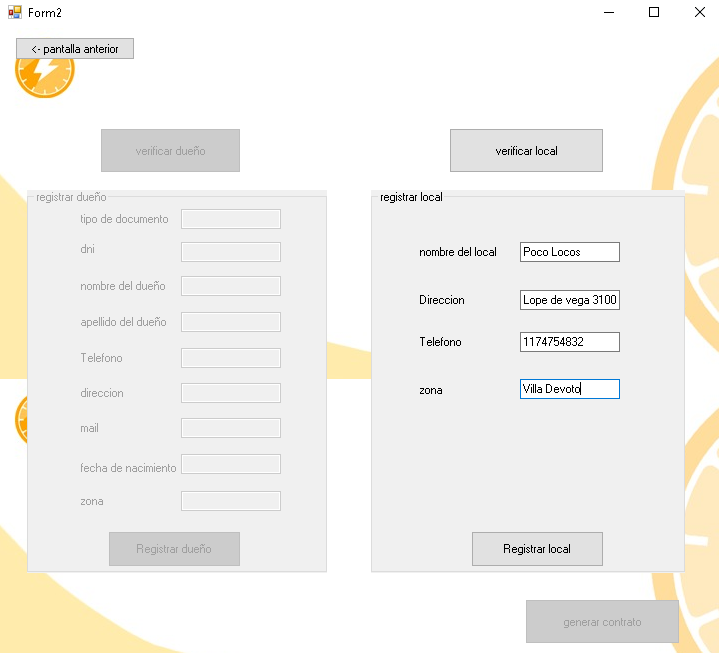 Form2
<- pantalla anterior
verificar dueño
verificar local
registrar dueño
tipo de documento
dni
nombre del dueño
apellido del dueño
Telefono
direccion
mail
fecha de nacimiento
zona
Registrar dueño
registrar local
nombre del local Poco Locos
Direccion Lope de vega 3100
Telefono 1174754832
zona Villa Devoto
Registrar local
generar contrato